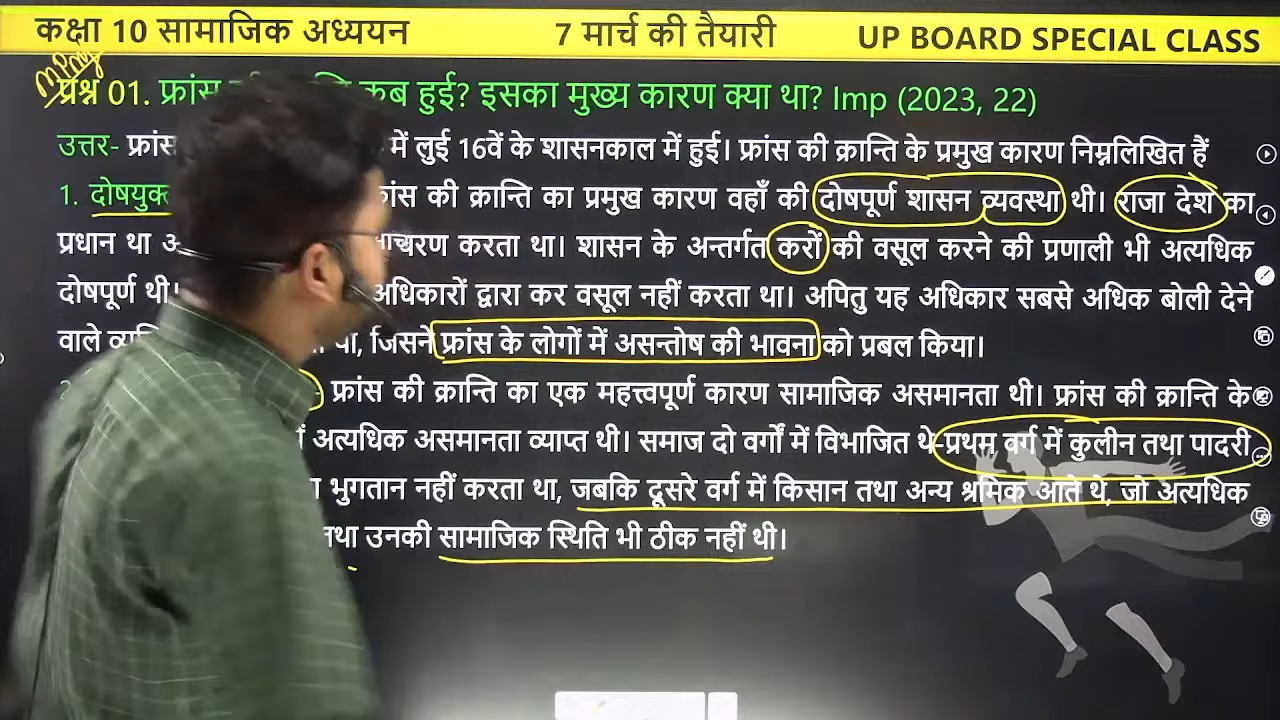 कक्षा 10 सामाजिक अध्ययन 7 मार्च की तैयारी UP BOARD SPECIAL CLASS
प्रश्न 01. फ्रांस कब हुई? इसका मुख्य कारण क्या था? Imp (2023, 22)
उत्तर- फ्रांस में लुई 16वें के शासनकाल में हुई। फ्रांस की क्रान्ति के प्रमुख कारण निम्नलिखित हैं
1. की क्रान्ति का प्रमुख कारण वहाँ की दोषपूर्ण शासन व्यवस्था थी। राजा देश का
प्रधान था करता था। शासन के अन्तर्गत करों की वसूल करने की प्रणाली भी अत्यधिक
दोषपूर्ण थी। अधिकारों द्वारा कर वसूल नहीं करता था। अपितु यह अधिकार सबसे अधिक बोली देने
वाले जिसने फ्रांस के लोगों में असन्तोष की भावना को प्रबल किया।
फ्रांस की क्रान्ति का एक महत्त्वपूर्ण कारण सामाजिक असमानता थी। फ्रांस की क्रान्ति के
अत्यधिक असमानता व्याप्त थी। समाज दो वर्गों में विभाजित थे-प्रथम वर्ग में कुलीन तथा पादरी
भुगतान नहीं करता था, जबकि दूसरे वर्ग में किसान तथा अन्य श्रमिक आते थे, जो अत्यधिक
तथा उनकी सामाजिक स्थिति भी ठीक नहीं थी।